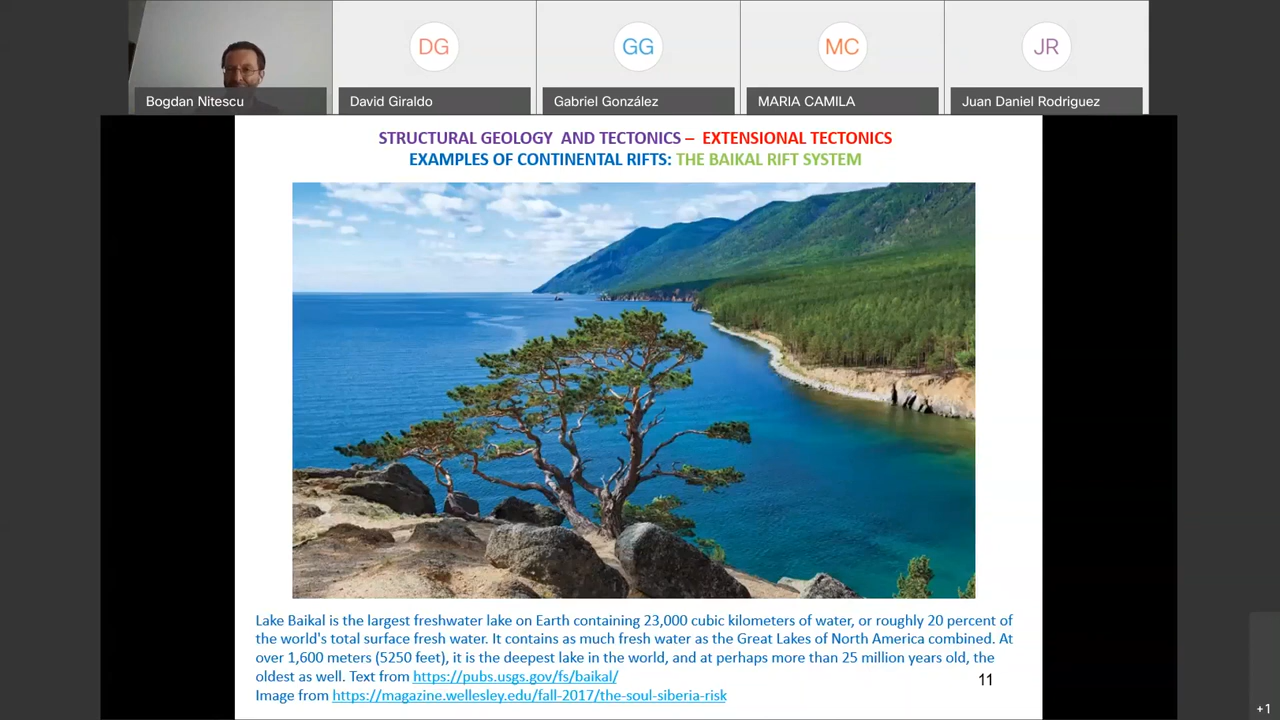 DG
GG
MC
JR
Bogdan Nitescu
David Giraldo
Gabriel González
MARIA CAMILA
Juan Daniel Rodriguez
STRUCTURAL GEOLOGY  AND TECTONICS –  EXTENSIONAL TECTONICS
EXAMPLES OF CONTINENTAL RIFTS: THE BAIKAL RIFT SYSTEM
Lake Baikal is the largest freshwater lake on Earth containing 23,000 cubic kilometers of water, or roughly 20 percent of
the world's total surface fresh water. It contains as much fresh water as the Great Lakes of North America combined. At
over 1,600 meters (5250 feet), it is the deepest lake in the world, and at perhaps more than 25 million years old, the
oldest as well. Text from https://pubs.usgs.gov/fs/baikal/
Image from https://magazine.wellesley.edu/fall-2017/the-soul-siberia-risk
11
+1